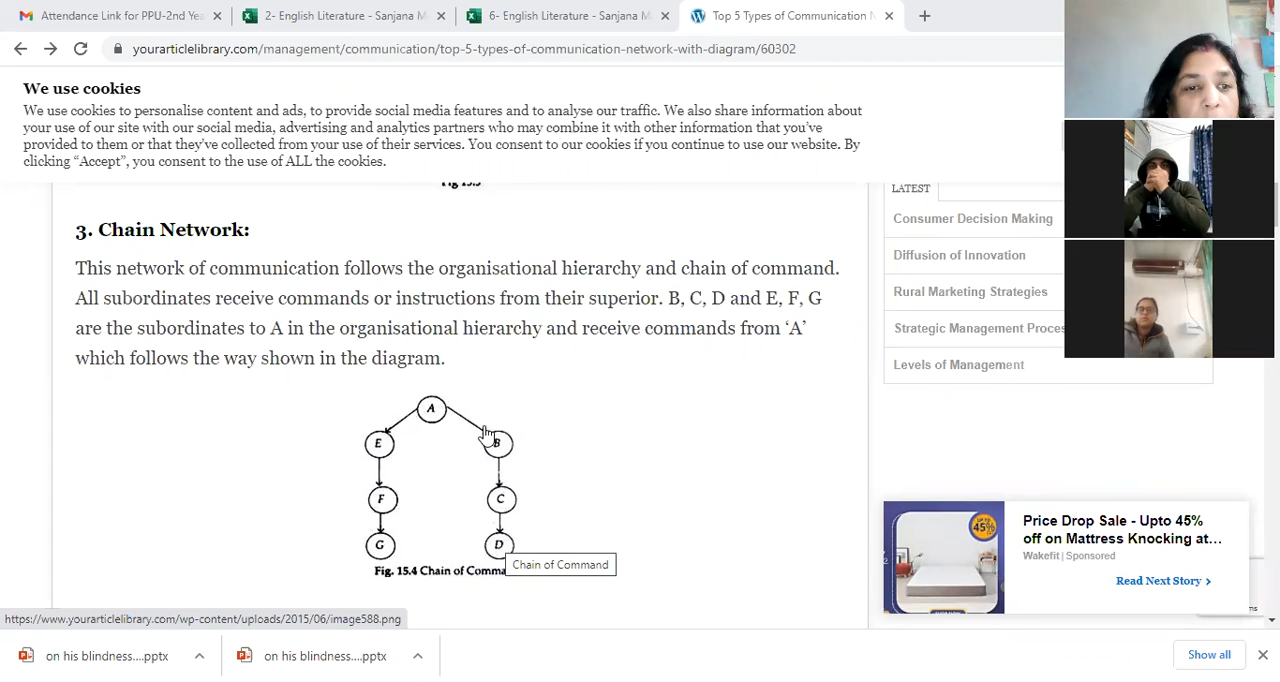 Attendance Link for PPU-2nd Yea
2- English Literature - Sanjana M
6- English Literature - Sanjana M
Top 5 Types of Communication N
yourarticlelibrary.com/management/communication/top-5-types-of-communication-network-with-diagram/60302
We use cookies
We use cookies to personalise content and ads, to provide social media features and to analyse our traffic. We also share information about
your use of our site with our social media, advertising and analytics partners who may combine it with other information that you've
provided to them or that they've collected from your use of their services. You consent to our cookies if you continue to use our website. By
clicking “Accept”, you consent to the use of ALL the cookies.
LATEST
Consumer Decision Making
Diffusion of Innovation
Rural Marketing Strategies
Strategic Management Proces
Levels of Management
3. Chain Network:
This network of communication follows the organisational hierarchy and chain of command.
All subordinates receive commands or instructions from their superior. B, C, D and E, F, G
are the subordinates to A in the organisational hierarchy and receive commands from ‘A’
which follows the way shown in the diagram.
A
E
B
F
C
G
D
Fig. 15.4 Chain of Comma
Chain of Command
UPTO
45%
Price Drop Sale - Upto 45%
off on Mattress Knocking at...
Wakefit | Sponsored
Read Next Story >
https://www.yourarticlelibrary.com/wp-content/uploads/2015/06/image588.png
on his blindness....pptx
on his blindness....pptx
Show all